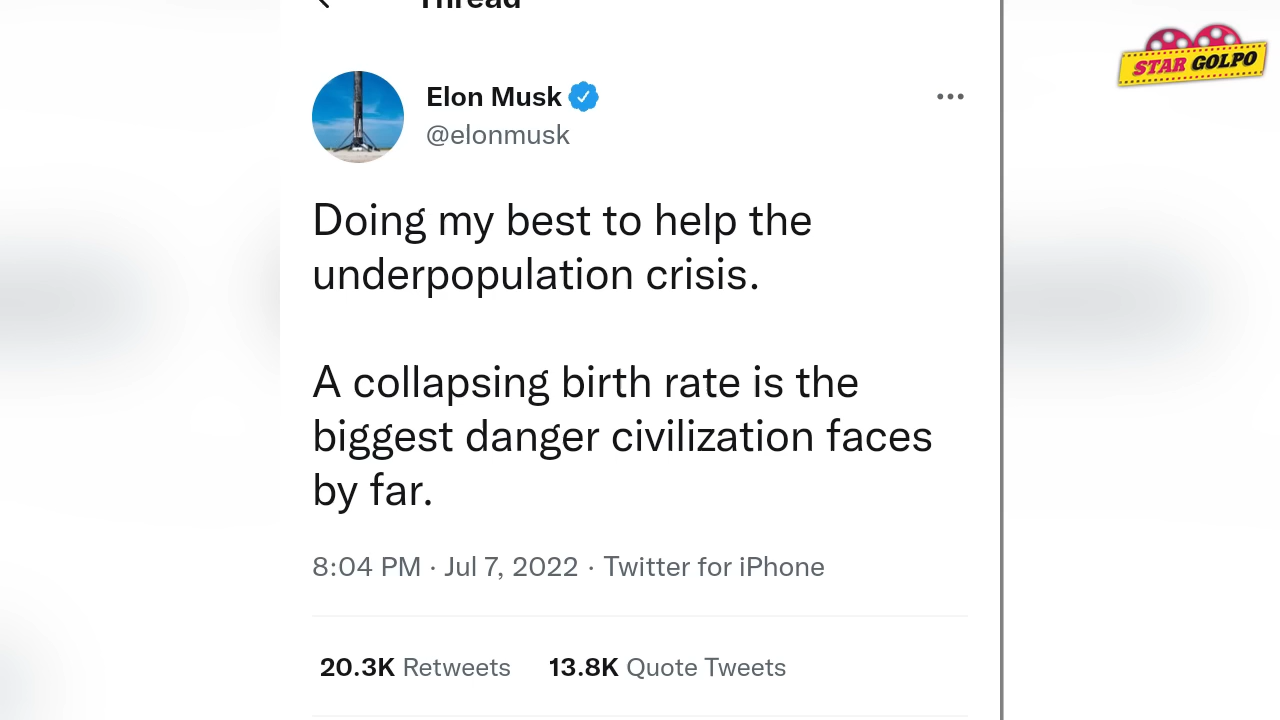 Thread
STAR GOLPO
Elon Musk
@elonmusk
Doing my best to help the
underpopulation crisis.
A collapsing birth rate is the
biggest danger civilization faces
by far.
8:04 PM · Jul 7, 2022 · Twitter for iPhone
20.3K Retweets 13.8K Quote Tweets